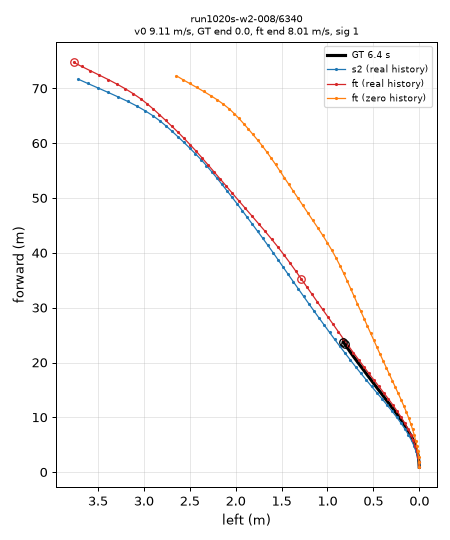 run1020s-w2-008/6340
v0 9.11 m/s, GT end 0.0, ft end 8.01 m/s, sig 1
GT 6.4 s
s2 (real history)
ft (real history)
ft (zero history)
70
60
50
40
30
20
10
0
forward (m)
3.5 3.0 2.5 2.0 1.5 1.0 0.5 0.0
left (m)